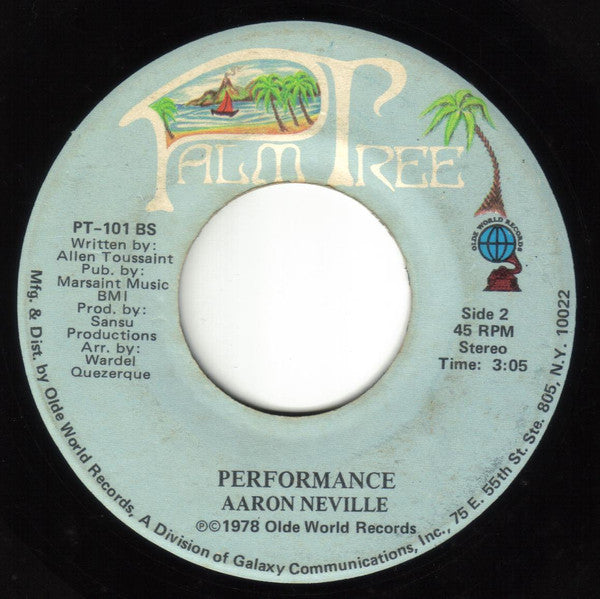 PALM TREE
OLDE WORLD RECORDS
PT-101 BS
Written by:
Allen Toussaint
Pub. by:
Marsaint Music
BMI
Prod. by:
Sansu
Productions
Arr. by:
Wardel
Quezerque
Side 2
45 RPM
Stereo
Time: 3:05
PERFORMANCE
AARON NEVILLE
Ⓟ©1978 Olde World Records
Mfg. & Dist. by Olde World Records, A Division of Galaxy Communications, Inc., 75 E. 55th St. Ste. 805, N.Y. 10022